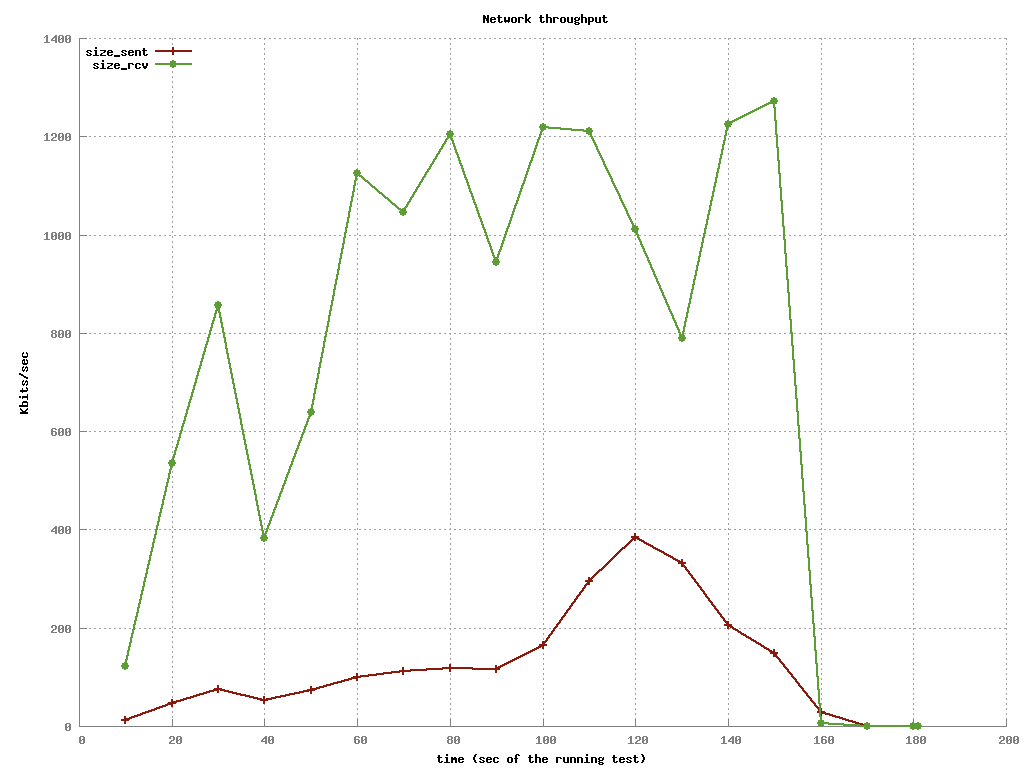 Network throughput
1400
size_sent
size_rcv
1200
1000
800
Kbits/sec
600
400
200
0
0 20 40 60 80 100 120 140 160 180 200
time (sec of the running test)